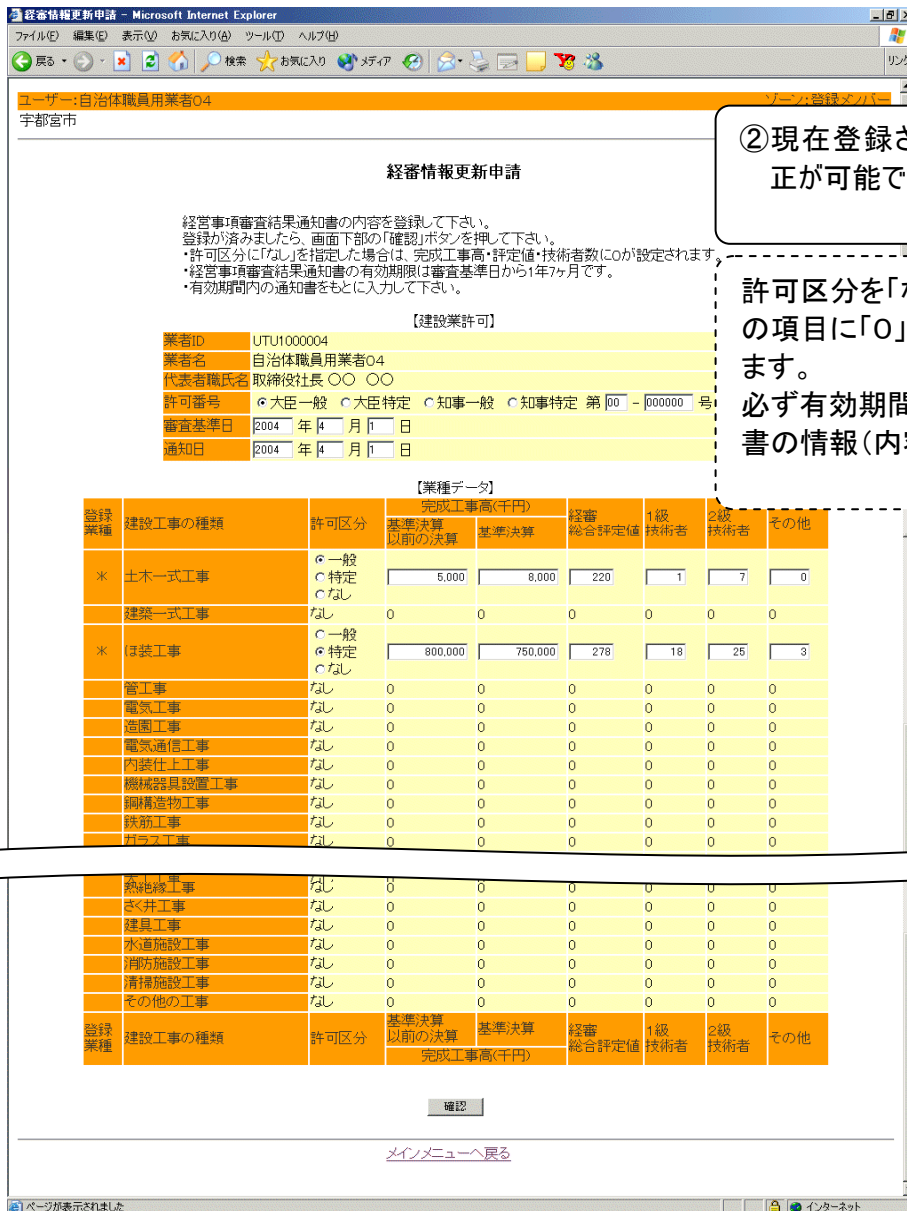 経審情報更新申請 - Microsoft Internet Explorer
ファイル(F) 編集(E) 表示(V) お気に入り(A) ツール(T) ヘルプ(H)
戻る 検索 お気に入り メディア リンク
ユーザー:自治体職員用業者04 ゾーン:登録メンバー
宇都宮市
②現在登録さ
正が可能で
経審情報更新申請
経営事項審査結果通知書の内容を登録して下さい。
登録が済みましたら、画面下部の「確認」ボタンを押して下さい。
・許可区分に「なし」を指定した場合は、完成工事高・評定値・技術者数に0が設定されます。
・経営事項審査結果通知書の有効期限は審査基準日から1年7ヶ月です。
・有効期間内の通知書をもとに入力して下さい。
許可区分を「な
の項目に「0」
ます。
必ず有効期間
書の情報(内容
【建設業許可】
業者ID UTU1000004
業者名 自治体職員用業者04
代表者職氏名 取締役社長 ○○ ○○
許可番号 大臣一般 大臣特定 知事一般 知事特定 第 00 - 000000 号
審査基準日 2004 年 4 月 1 日
通知日 2004 年 4 月 1 日
【業種データ】
登録業種 建設工事の種類 許可区分 完成工事高(千円) 基準決算以前の決算 基準決算 経審総合評定値 1級技術者 2級技術者 その他
＊ 土木一式工事 一般 特定 なし 5,000 8,000 220 1 7 0
建築一式工事 なし 0 0 0 0 0 0
＊ ほ装工事 一般 特定 なし 800,000 750,000 278 18 25 3
管工事 なし 0 0 0 0 0 0
電気工事 なし 0 0 0 0 0 0
造園工事 なし 0 0 0 0 0 0
電気通信工事 なし 0 0 0 0 0 0
内装仕上工事 なし 0 0 0 0 0 0
機械器具設置工事 なし 0 0 0 0 0 0
鋼構造物工事 なし 0 0 0 0 0 0
鉄筋工事 なし 0 0 0 0 0 0
ガラス工事 なし 0 0 0 0 0 0
熱絶縁工事 なし 0 0 0 0 0 0
さく井工事 なし 0 0 0 0 0 0
建具工事 なし 0 0 0 0 0 0
水道施設工事 なし 0 0 0 0 0 0
消防施設工事 なし 0 0 0 0 0 0
清掃施設工事 なし 0 0 0 0 0 0
その他の工事 なし 0 0 0 0 0 0
登録業種 建設工事の種類 許可区分 基準決算以前の決算 基準決算 完成工事高(千円) 経審総合評定値 1級技術者 2級技術者 その他
確認
メインメニューへ戻る
ページが表示されました インターネット